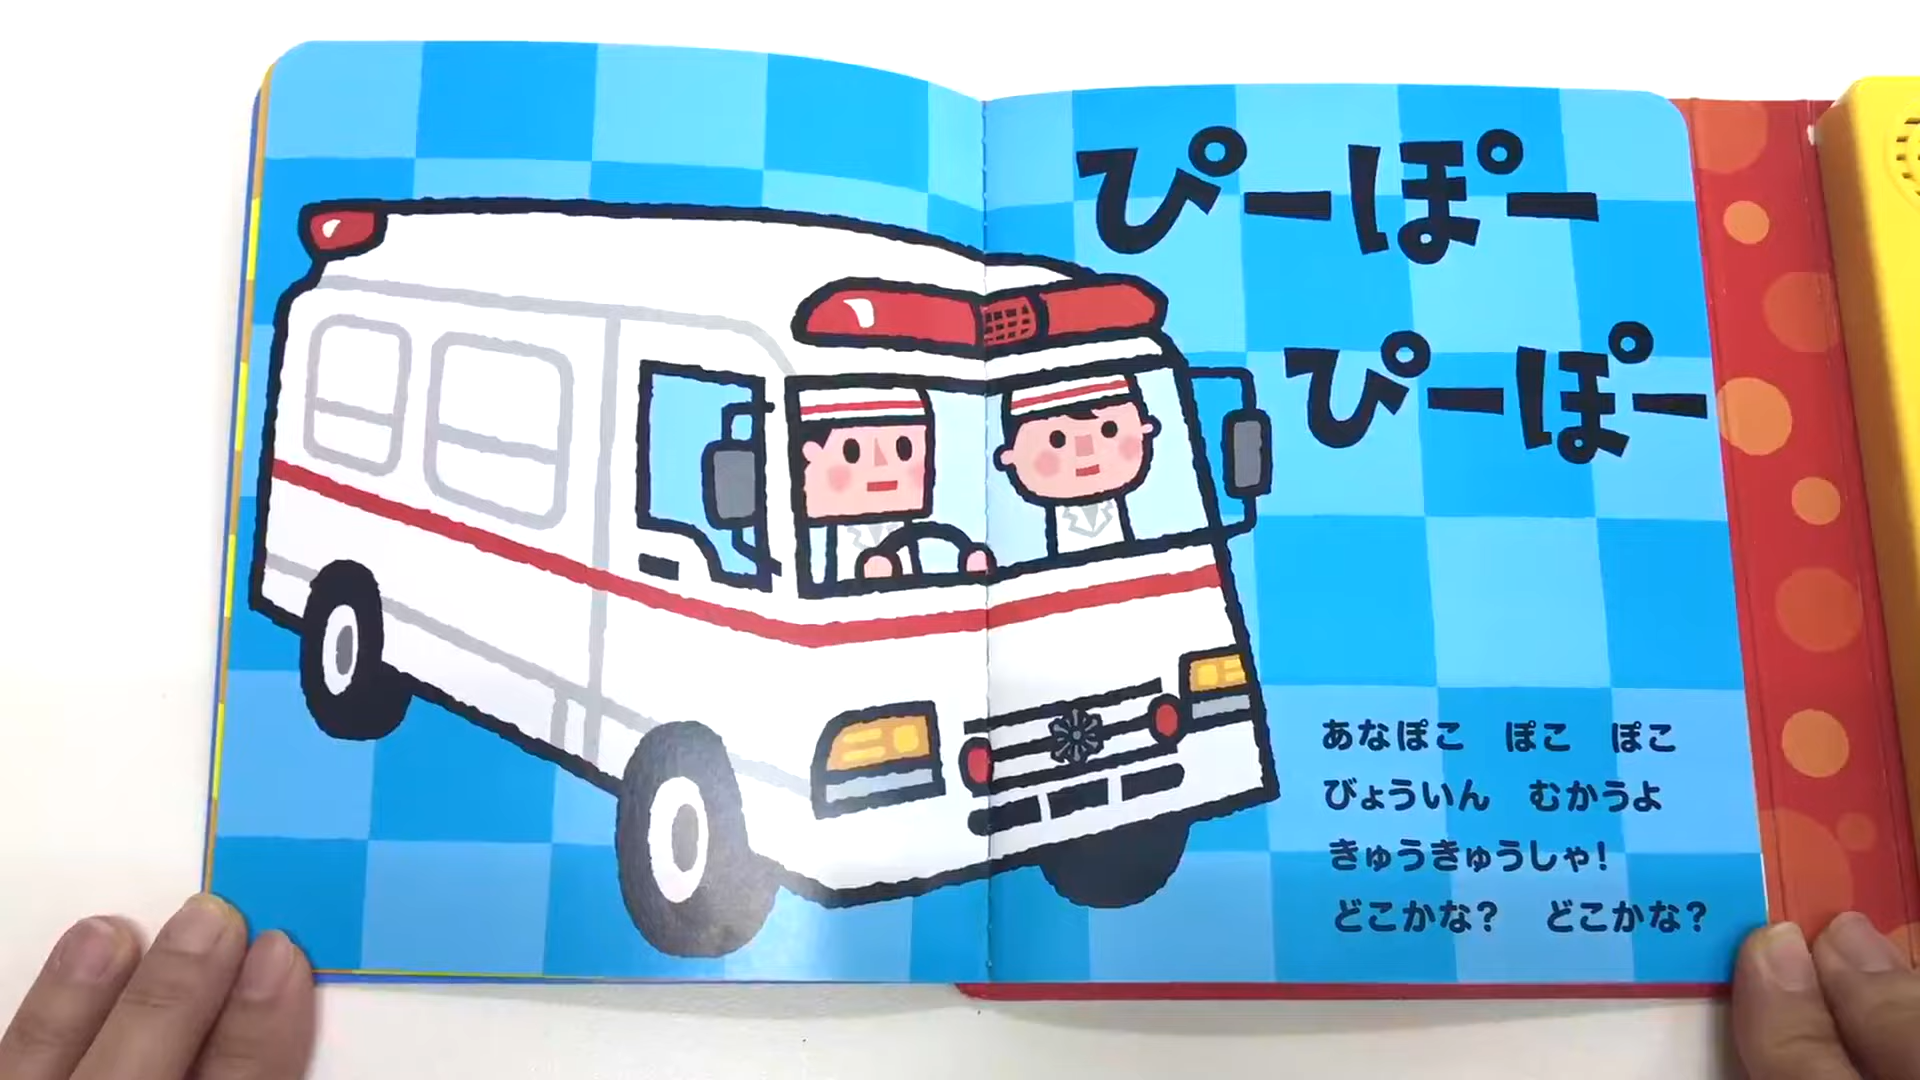 ぴーぽー
ぴーぽー
あなぽこ　ぽこ　ぽこ
びょういん　むかうよ
きゅうきゅうしゃ！
どこかな？　どこかな？